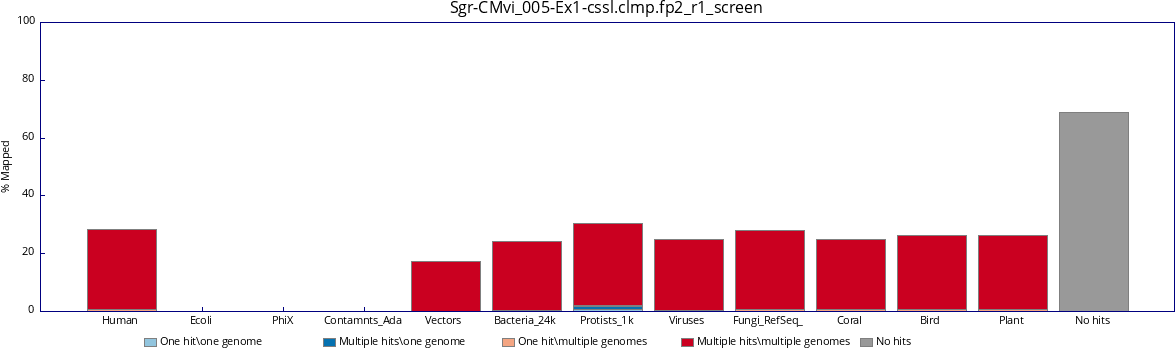 Sgr-CMvi_005-Ex1-cssl.clmp.fp2_r1_screen
100
80
60
40
20
0
% Mapped
Human Ecoli PhiX Contamnts_Ada Vectors Bacteria_24k Protists_1k Viruses Fungi_RefSeq_ Coral Bird Plant No hits
One hit\one genome Multiple hits\one genome One hit\multiple genomes Multiple hits\multiple genomes No hits